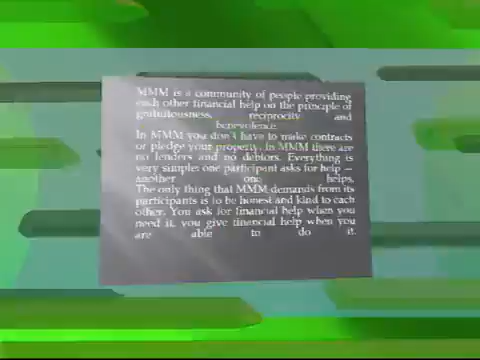 MMM is a community of people providing
each other financial help on the principle of
gratuitousness, reciprocity and
benevolence.
In MMM you don't have to make contracts
or pledge your property. In MMM there are
no lenders and no debtors. Everything is
very simple: one participant asks for help –
another one helps.
The only thing that MMM demands from its
participants is to be honest and kind to each
other. You ask for financial help when you
need it, you give financial help when you
are able to do it.